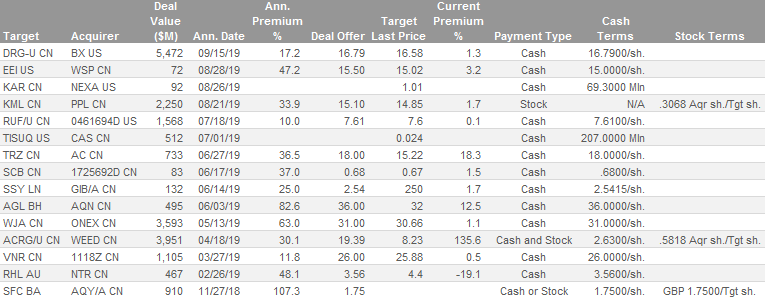 Deal Ann. Current
Value Premium Target Premium Cash
Target Acquirer ($M) Ann. Date % Deal Offer Last Price % Payment Type Terms Stock Terms
DRG-U CN BX US 5,472 09/15/19 17.2 16.79 16.58 1.3 Cash 16.7900/sh.
EEI US WSP CN 72 08/28/19 47.2 15.50 15.02 3.2 Cash 15.0000/sh.
KAR CN NEXA US 92 08/26/19 1.01 Cash 69.3000 Mln
KML CN PPL CN 2,250 08/21/19 33.9 15.10 14.85 1.7 Stock N/A .3068 Aqr sh./Tgt sh.
RUF/U CN 0461694D US 1,568 07/18/19 10.0 7.61 7.6 0.1 Cash 7.6100/sh.
TISUQ US CAS CN 512 07/01/19 0.024 Cash 207.0000 Mln
TRZ CN AC CN 733 06/27/19 36.5 18.00 15.22 18.3 Cash 18.0000/sh.
SCB CN 1725692D CN 83 06/17/19 37.0 0.68 0.67 1.5 Cash .6800/sh.
SSY LN GIB/A CN 132 06/14/19 25.0 2.54 250 1.7 Cash 2.5415/sh.
AGL BH AQN CN 495 06/03/19 82.6 36.00 32 12.5 Cash 36.0000/sh.
WJA CN ONEX CN 3,593 05/13/19 63.0 31.00 30.66 1.1 Cash 31.0000/sh.
ACRG/U CN WEED CN 3,951 04/18/19 30.1 19.39 8.23 135.6 Cash and Stock 2.6300/sh. .5818 Aqr sh./Tgt sh.
VNR CN 1118Z CN 1,105 03/27/19 11.8 26.00 25.88 0.5 Cash 26.0000/sh.
RHL AU NTR CN 467 02/26/19 48.1 3.56 4.4 -19.1 Cash 3.5600/sh.
SFC BA AQY/A CN 910 11/27/18 107.3 1.75 Cash or Stock 1.7500/sh. GBP 1.7500/Tgt sh.